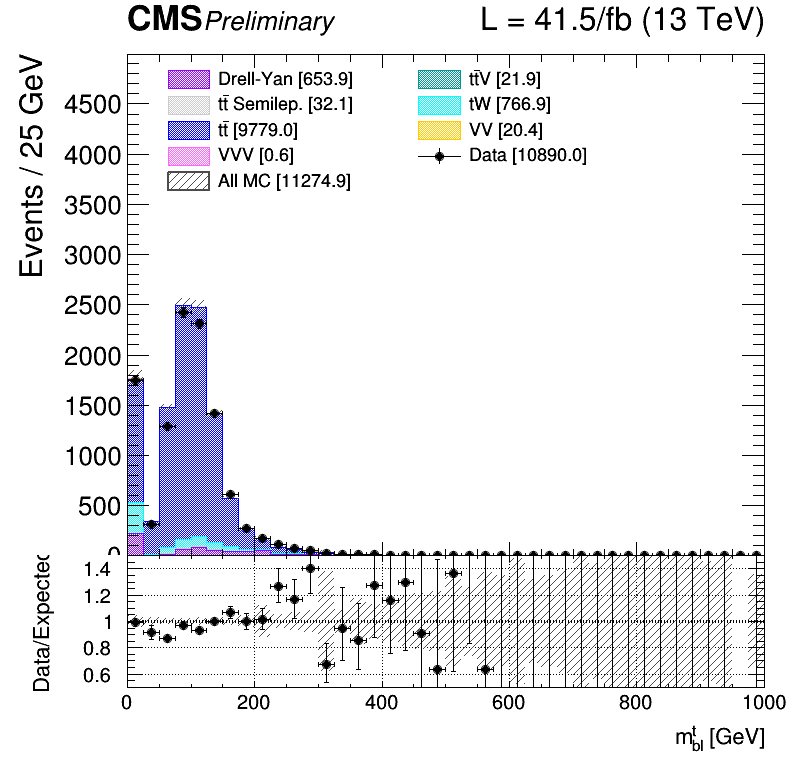 CMS Preliminary L = 41.5/fb (13 TeV)
Events / 25 GeV
Drell-Yan [653.9] tt̄V [21.9]
tt̄ Semilep. [32.1] tW [766.9]
tt̄ [9779.0] VV [20.4]
VVV [0.6] Data [10890.0]
All MC [11274.9]
4500
4000
3500
3000
2500
2000
1500
1000
500
0
Data/Expected
1.4
1.2
1
0.8
0.6
0 200 400 600 800 1000
m^t_bl [GeV]